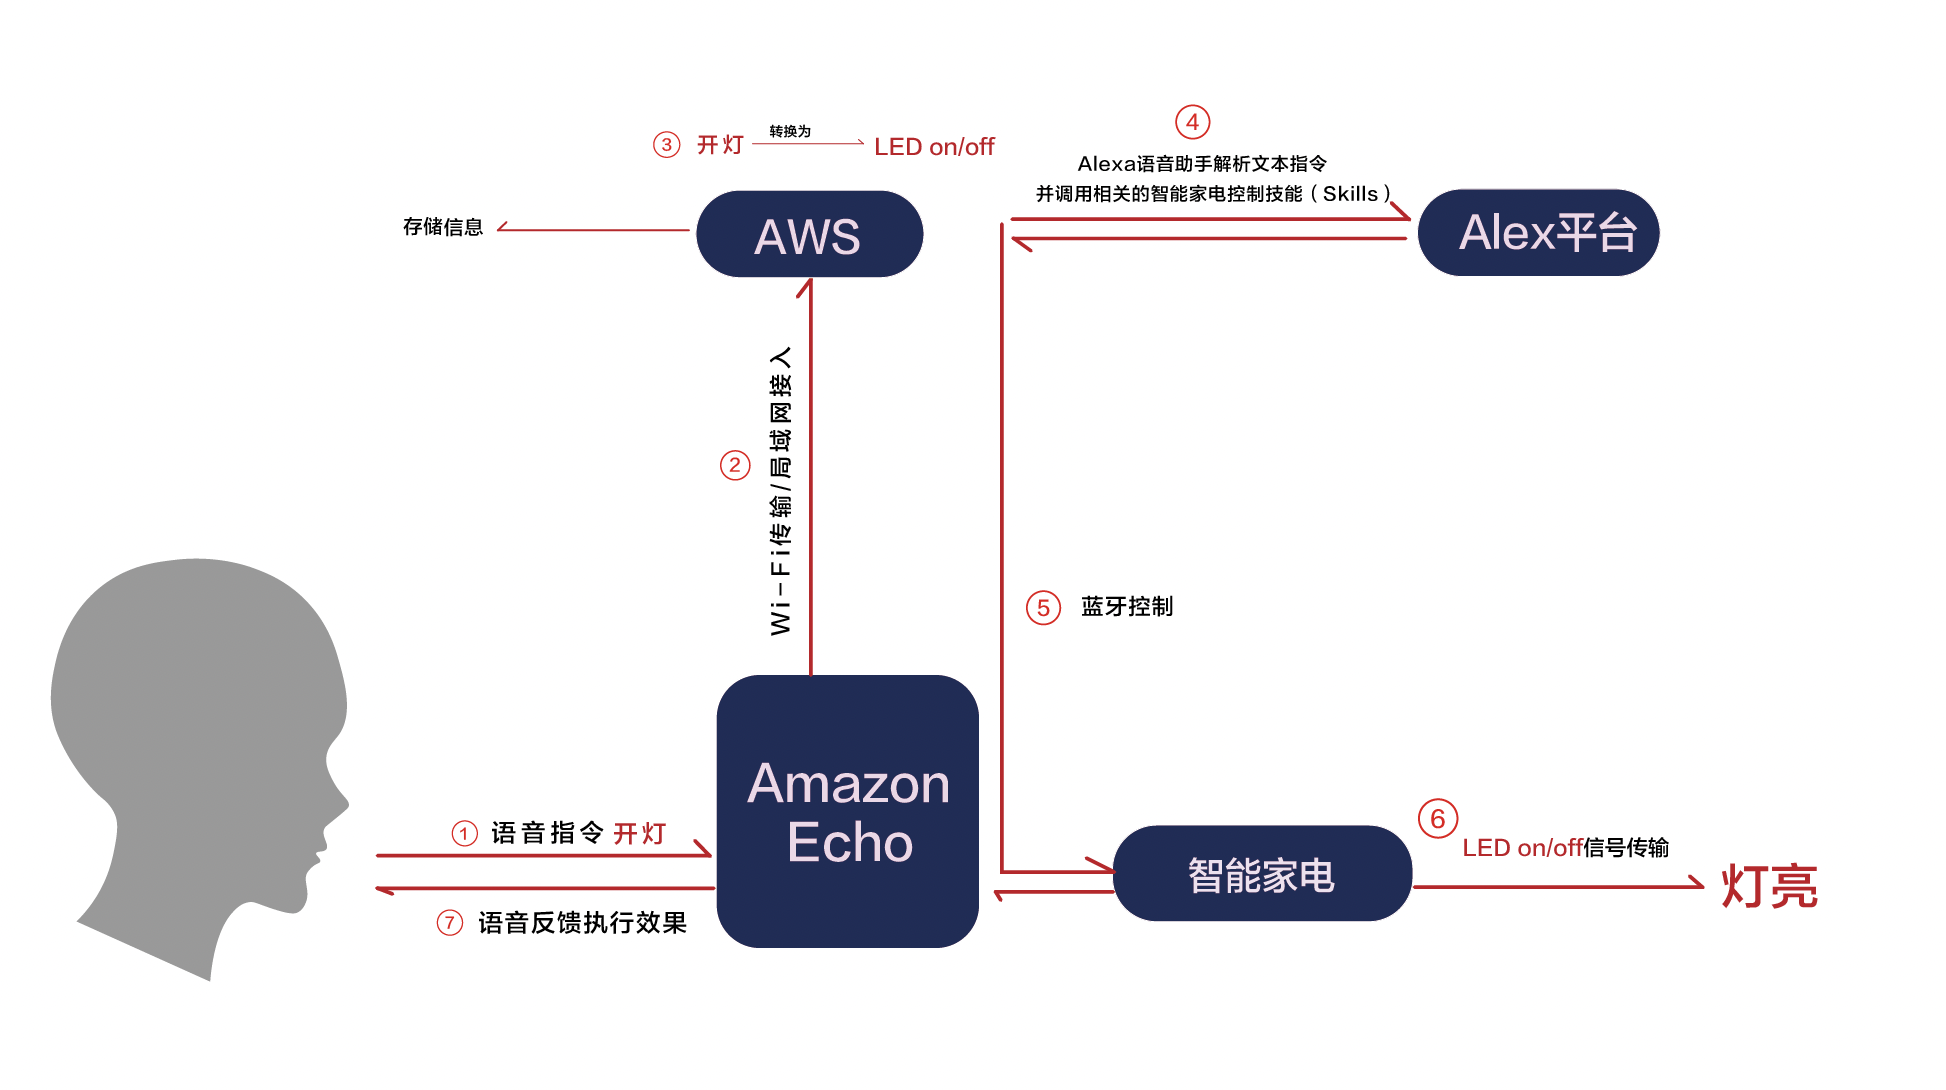 ③ 开灯 转换为 LED on/off
④
Alexa语音助手解析文本指令
并调用相关的智能家电控制技能（Skills）
存储信息
AWS
Alex平台
② Wi-Fi传输/局域网接入
⑤ 蓝牙控制
Amazon
Echo
① 语音指令 开灯
⑦ 语音反馈执行效果
智能家电
⑥
LED on/off信号传输
灯亮